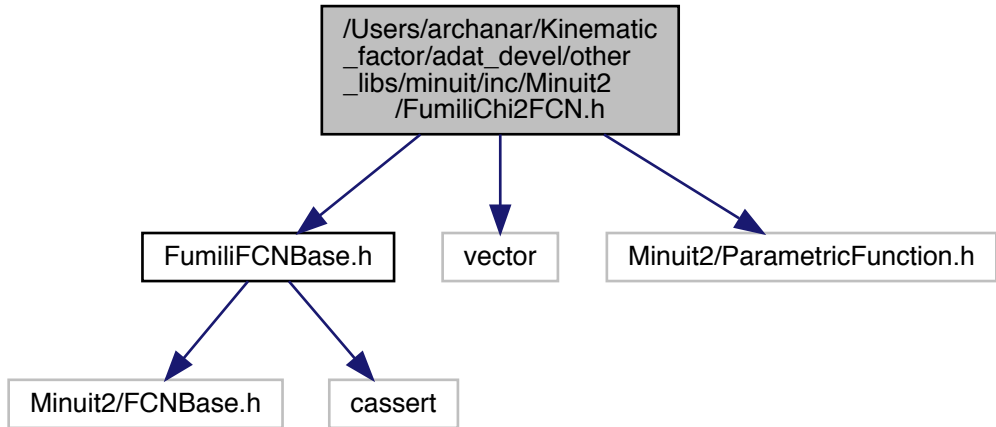 /Users/archanar/Kinematic
_factor/adat_devel/other
_libs/minuit/inc/Minuit2
/FumiliChi2FCN.h
FumiliFCNBase.h
vector
Minuit2/ParametricFunction.h
Minuit2/FCNBase.h
cassert